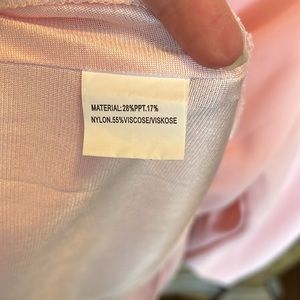 MATERIAL:28%PPT.17%
NYLON.55%VISCOSE/VISKOSE